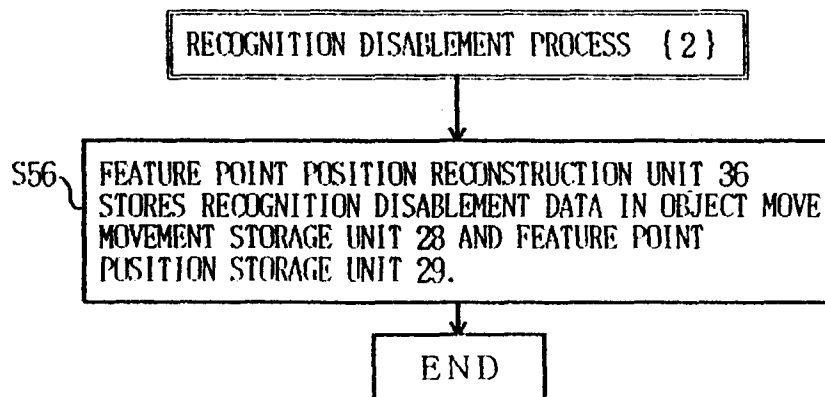 RECOGNITION DISABLEMENT PROCESS {2}
S56
FEATURE POINT POSITION RECONSTRUCTION UNIT 36
STORES RECOGNITION DISABLEMENT DATA IN OBJECT MOVE
MOVEMENT STORAGE UNIT 28 AND FEATURE POINT
POSITION STORAGE UNIT 29.
END